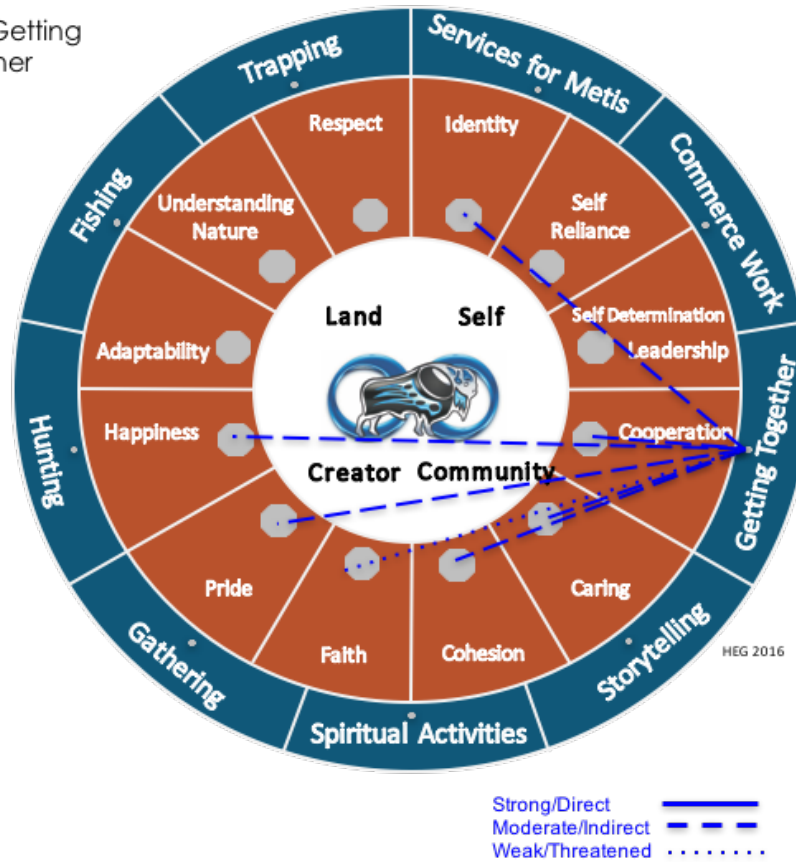 Getting
Trapping
Services for Metis
Commerce Work
Getting Together
Storytelling
Spiritual Activities
Gathering
Hunting
Fishing
Respect
Identity
Self
Reliance
Self Determination
Leadership
Cooperation
Caring
Cohesion
Faith
Pride
Happiness
Adaptability
Understanding
Nature
Land
Self
Creator
Community
HEG 2016
Strong/Direct
Moderate/Indirect
Weak/Threatened